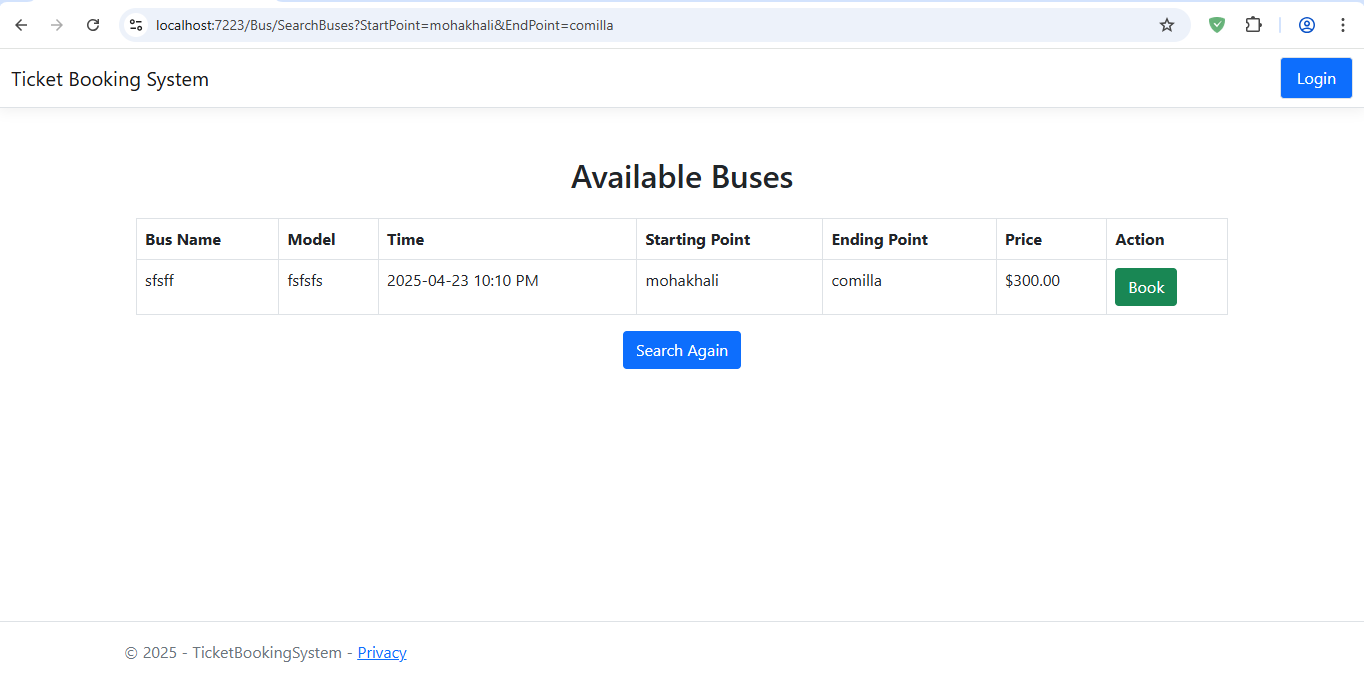 localhost:7223/Bus/SearchBuses?StartPoint=mohakhali&EndPoint=comilla
Ticket Booking System
Login
Available Buses
Bus Name Model Time Starting Point Ending Point Price Action
sfsff fsfsfs 2025-04-23 10:10 PM mohakhali comilla $300.00 Book
Search Again
© 2025 - TicketBookingSystem - Privacy